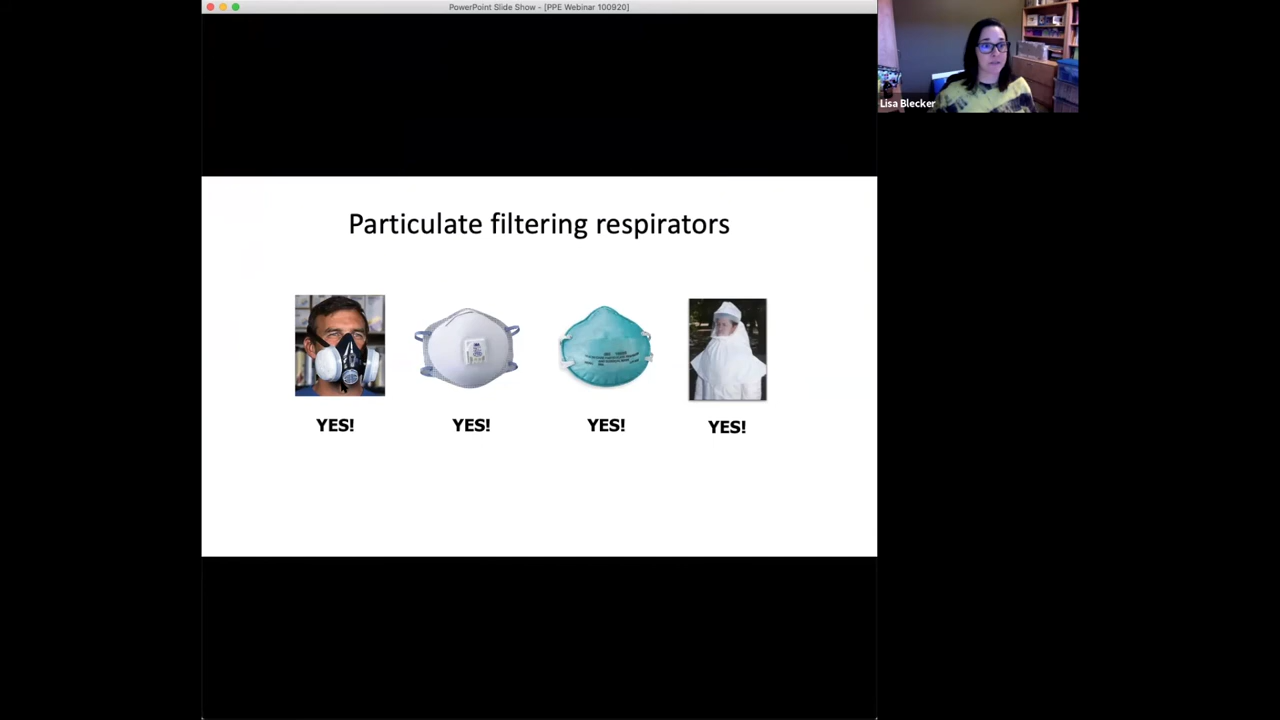 PowerPoint Slide Show - [PPE Webinar 100920]
Lisa Blecker
Particulate filtering respirators
YES!
YES!
YES!
YES!